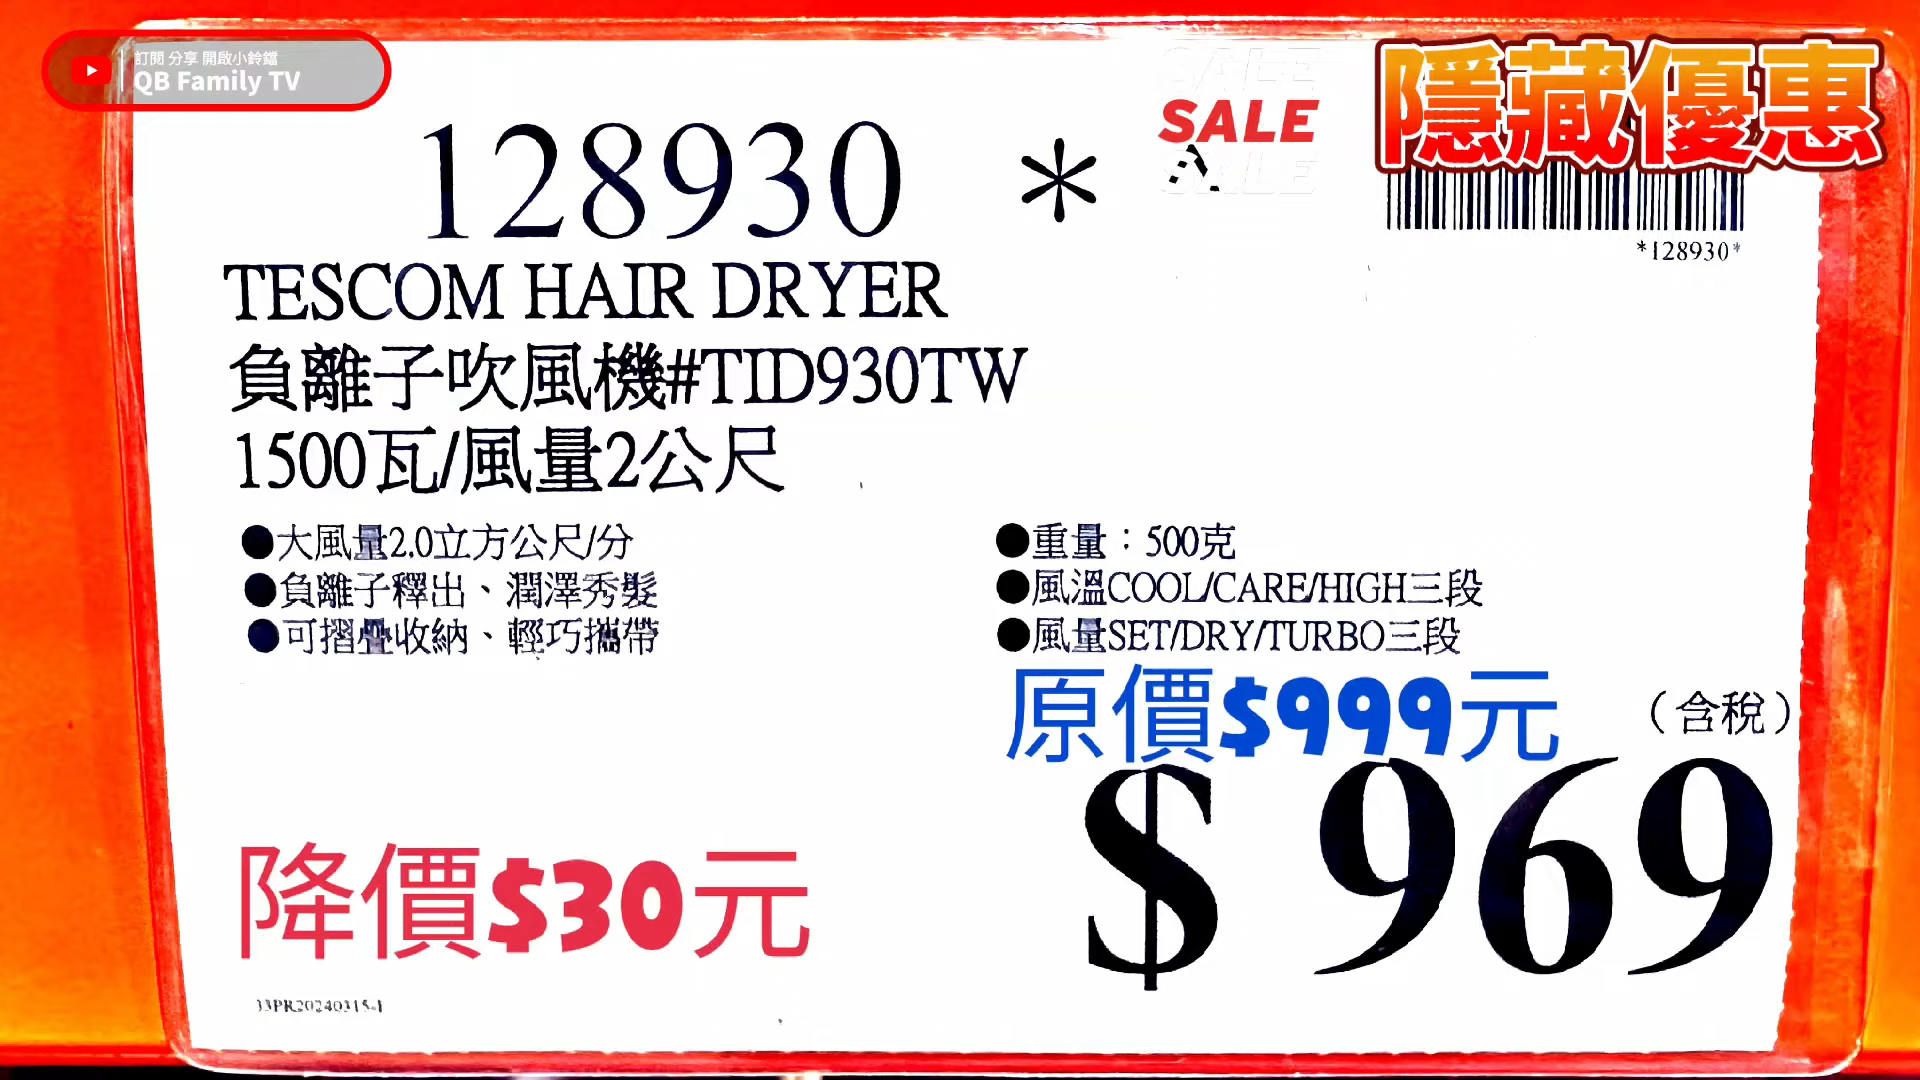 訂閱 分享 開啟小鈴鐺
QB Family TV
SALE
隱藏優惠
128930 *
*128930*
TESCOM HAIR DRYER
負離子吹風機#TID930TW
1500瓦/風量2公尺
●大風量2.0立方公尺/分
●負離子釋出、潤澤秀髮
●可摺疊收納、輕巧攜帶
●重量：500克
●風溫COOL/CARE/HIGH三段
●風量SET/DRY/TURBO三段
原價$999元
（含稅）
$ 969
降價$30元
33PR20240315-1